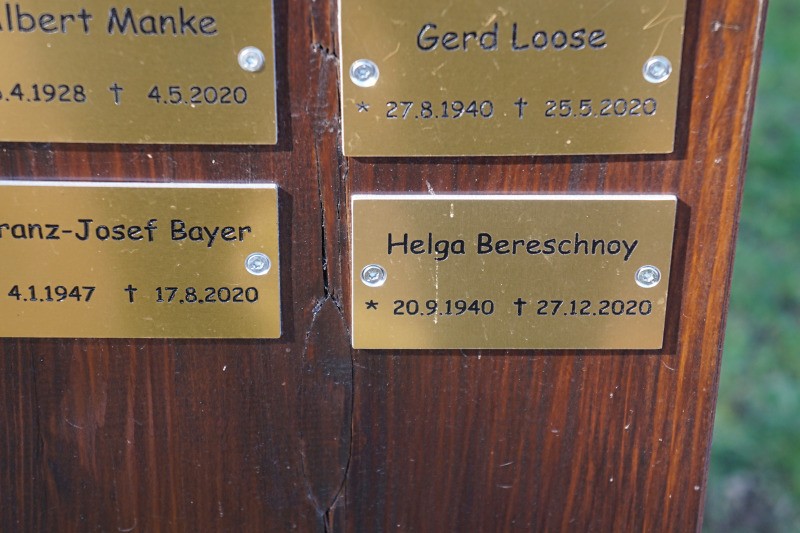 lbert Manke
.4.1928 † 4.5.2020
Gerd Loose
* 27.8.1940 † 25.5.2020
ranz-Josef Bayer
4.1.1947 † 17.8.2020
Helga Bereschnoy
* 20.9.1940 † 27.12.2020